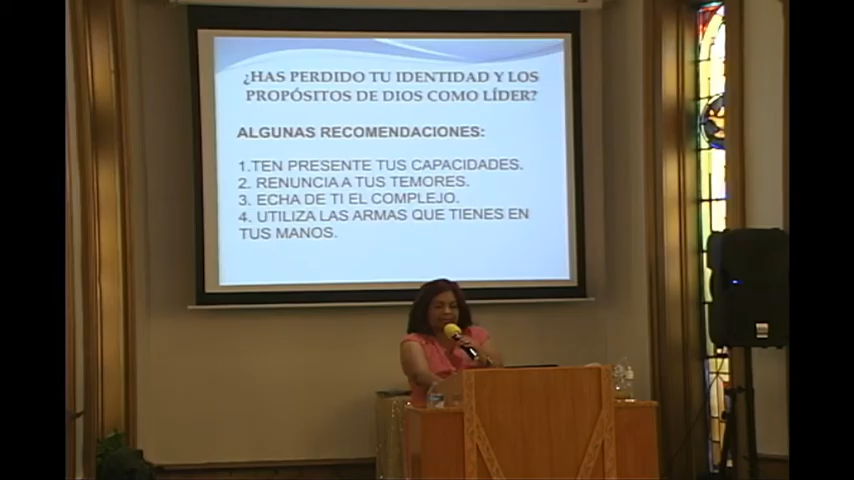 ¿HAS PERDIDO TU IDENTIDAD Y LOS
PROPÓSITOS DE DIOS COMO LÍDER?
ALGUNAS RECOMENDACIONES:
1.TEN PRESENTE TUS CAPACIDADES.
2. RENUNCIA A TUS TEMORES.
3. ECHA DE TI EL COMPLEJO.
4. UTILIZA LAS ARMAS QUE TIENES EN
TUS MANOS.